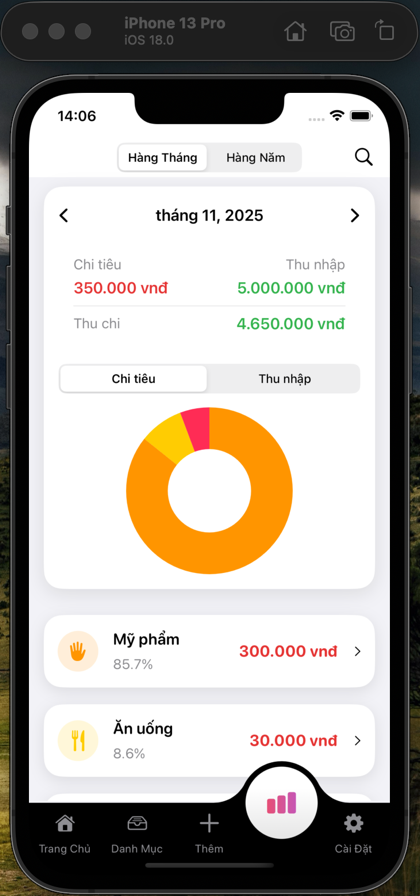 iPhone 13 Pro
iOS 18.0
14:06
Hàng Tháng Hàng Năm
tháng 11, 2025
Chi tiêu Thu nhập
350.000 vnđ 5.000.000 vnđ
Thu chi 4.650.000 vnđ
Chi tiêu Thu nhập
Mỹ phẩm
300.000 vnđ
85.7%
Ăn uống
30.000 vnđ
8.6%
Trang Chủ Danh Mục Thêm Cài Đặt